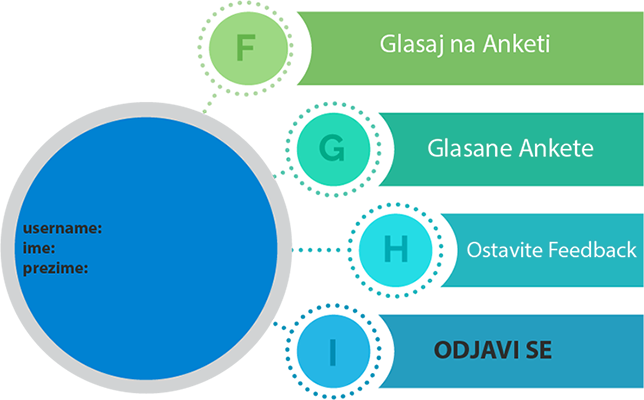 F
Glasaj na Anketi
G
Glasane Ankete
username:
ime:
prezime:
H
Ostavite Feedback
I
ODJAVI SE